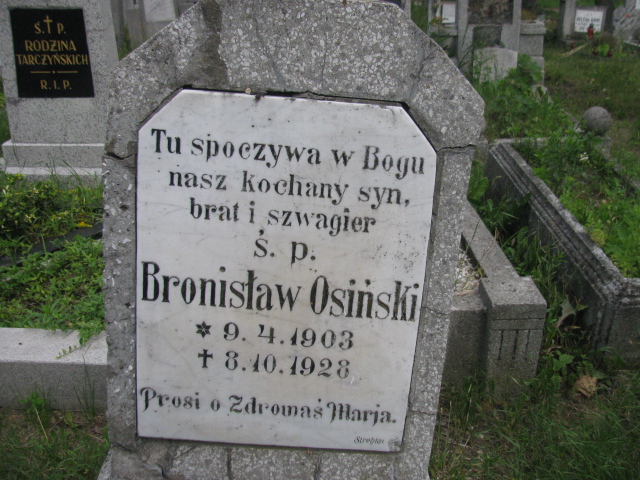 Ś † P.
RODZINA
TARCZYŃSKICH
R.I.P.
Tu spoczywa w Bogu
nasz kochany syn,
brat i szwagier
ś. p.
Bronisław Osiński
* 9. 4. 1903
† 8. 10. 1928
Prosi o Zdromaś Marja.